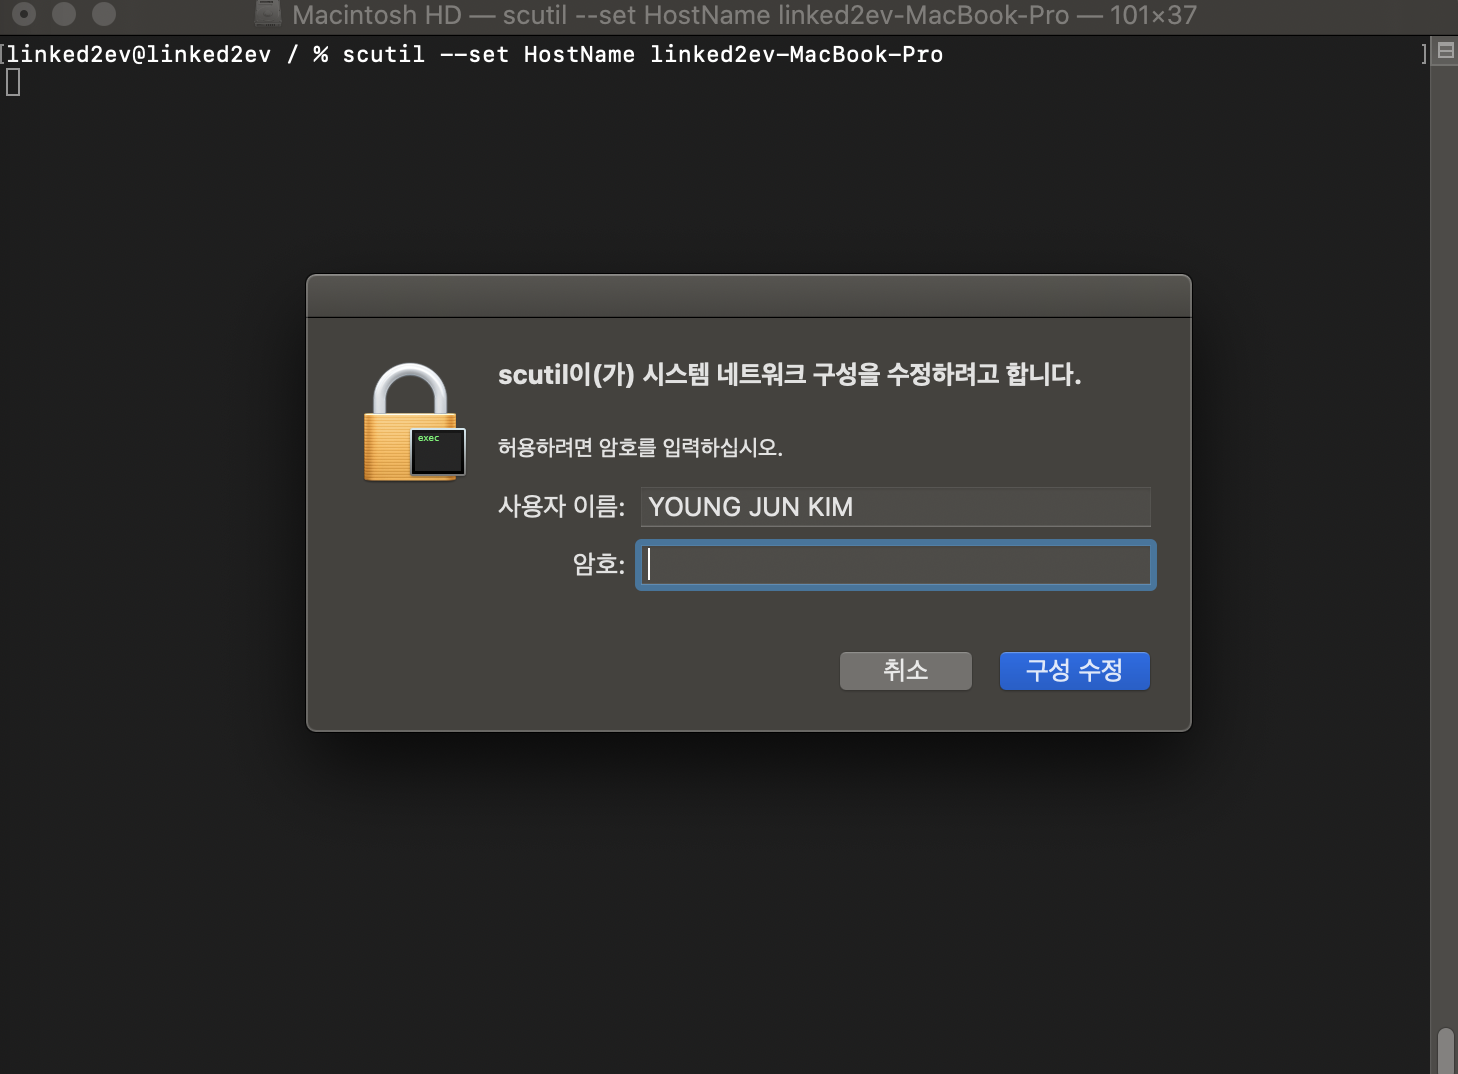 Macintosh HD — scutil --set HostName linked2ev-MacBook-Pro — 101×37
[linked2ev@linked2ev / % scutil --set HostName linked2ev-MacBook-Pro ]
scutil이(가) 시스템 네트워크 구성을 수정하려고 합니다.
exec
허용하려면 암호를 입력하십시오.
사용자 이름: YOUNG JUN KIM
암호:
취소 구성 수정